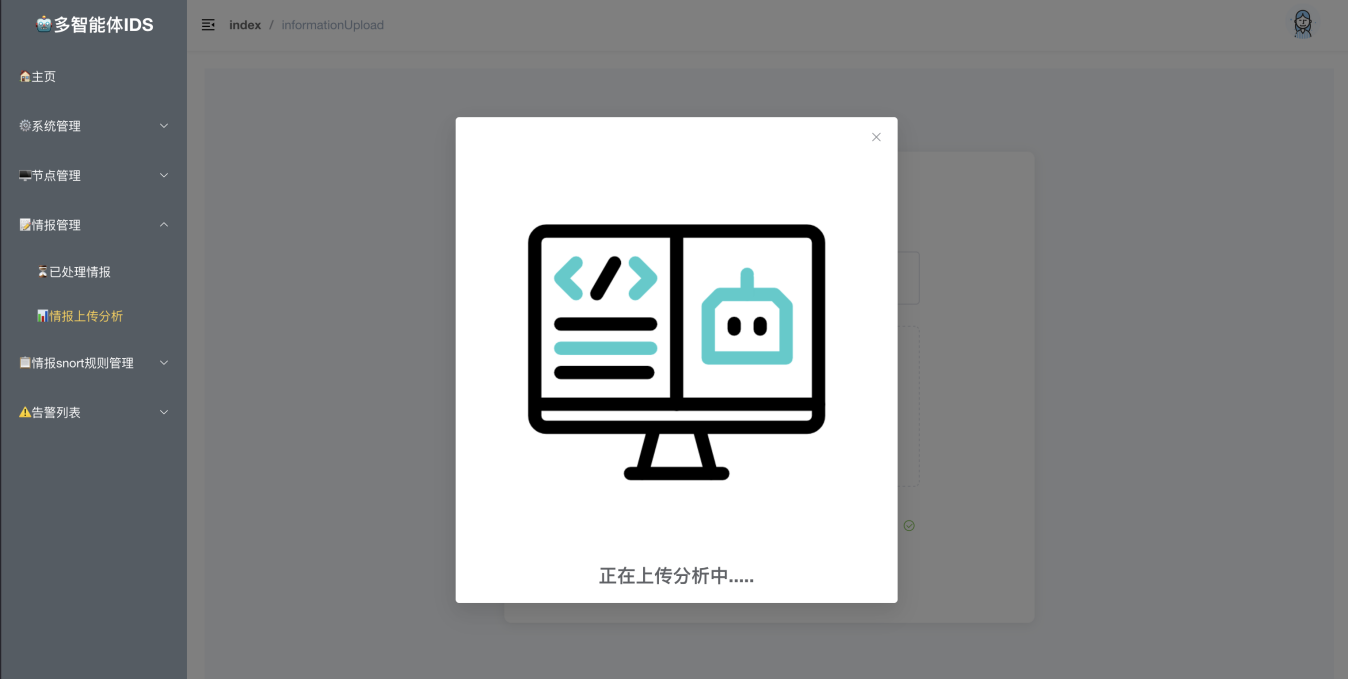 多智能体IDS
index / informationUpload
主页
系统管理
节点管理
情报管理
已处理情报
情报上传分析
情报snort规则管理
告警列表
</>
正在上传分析中.....